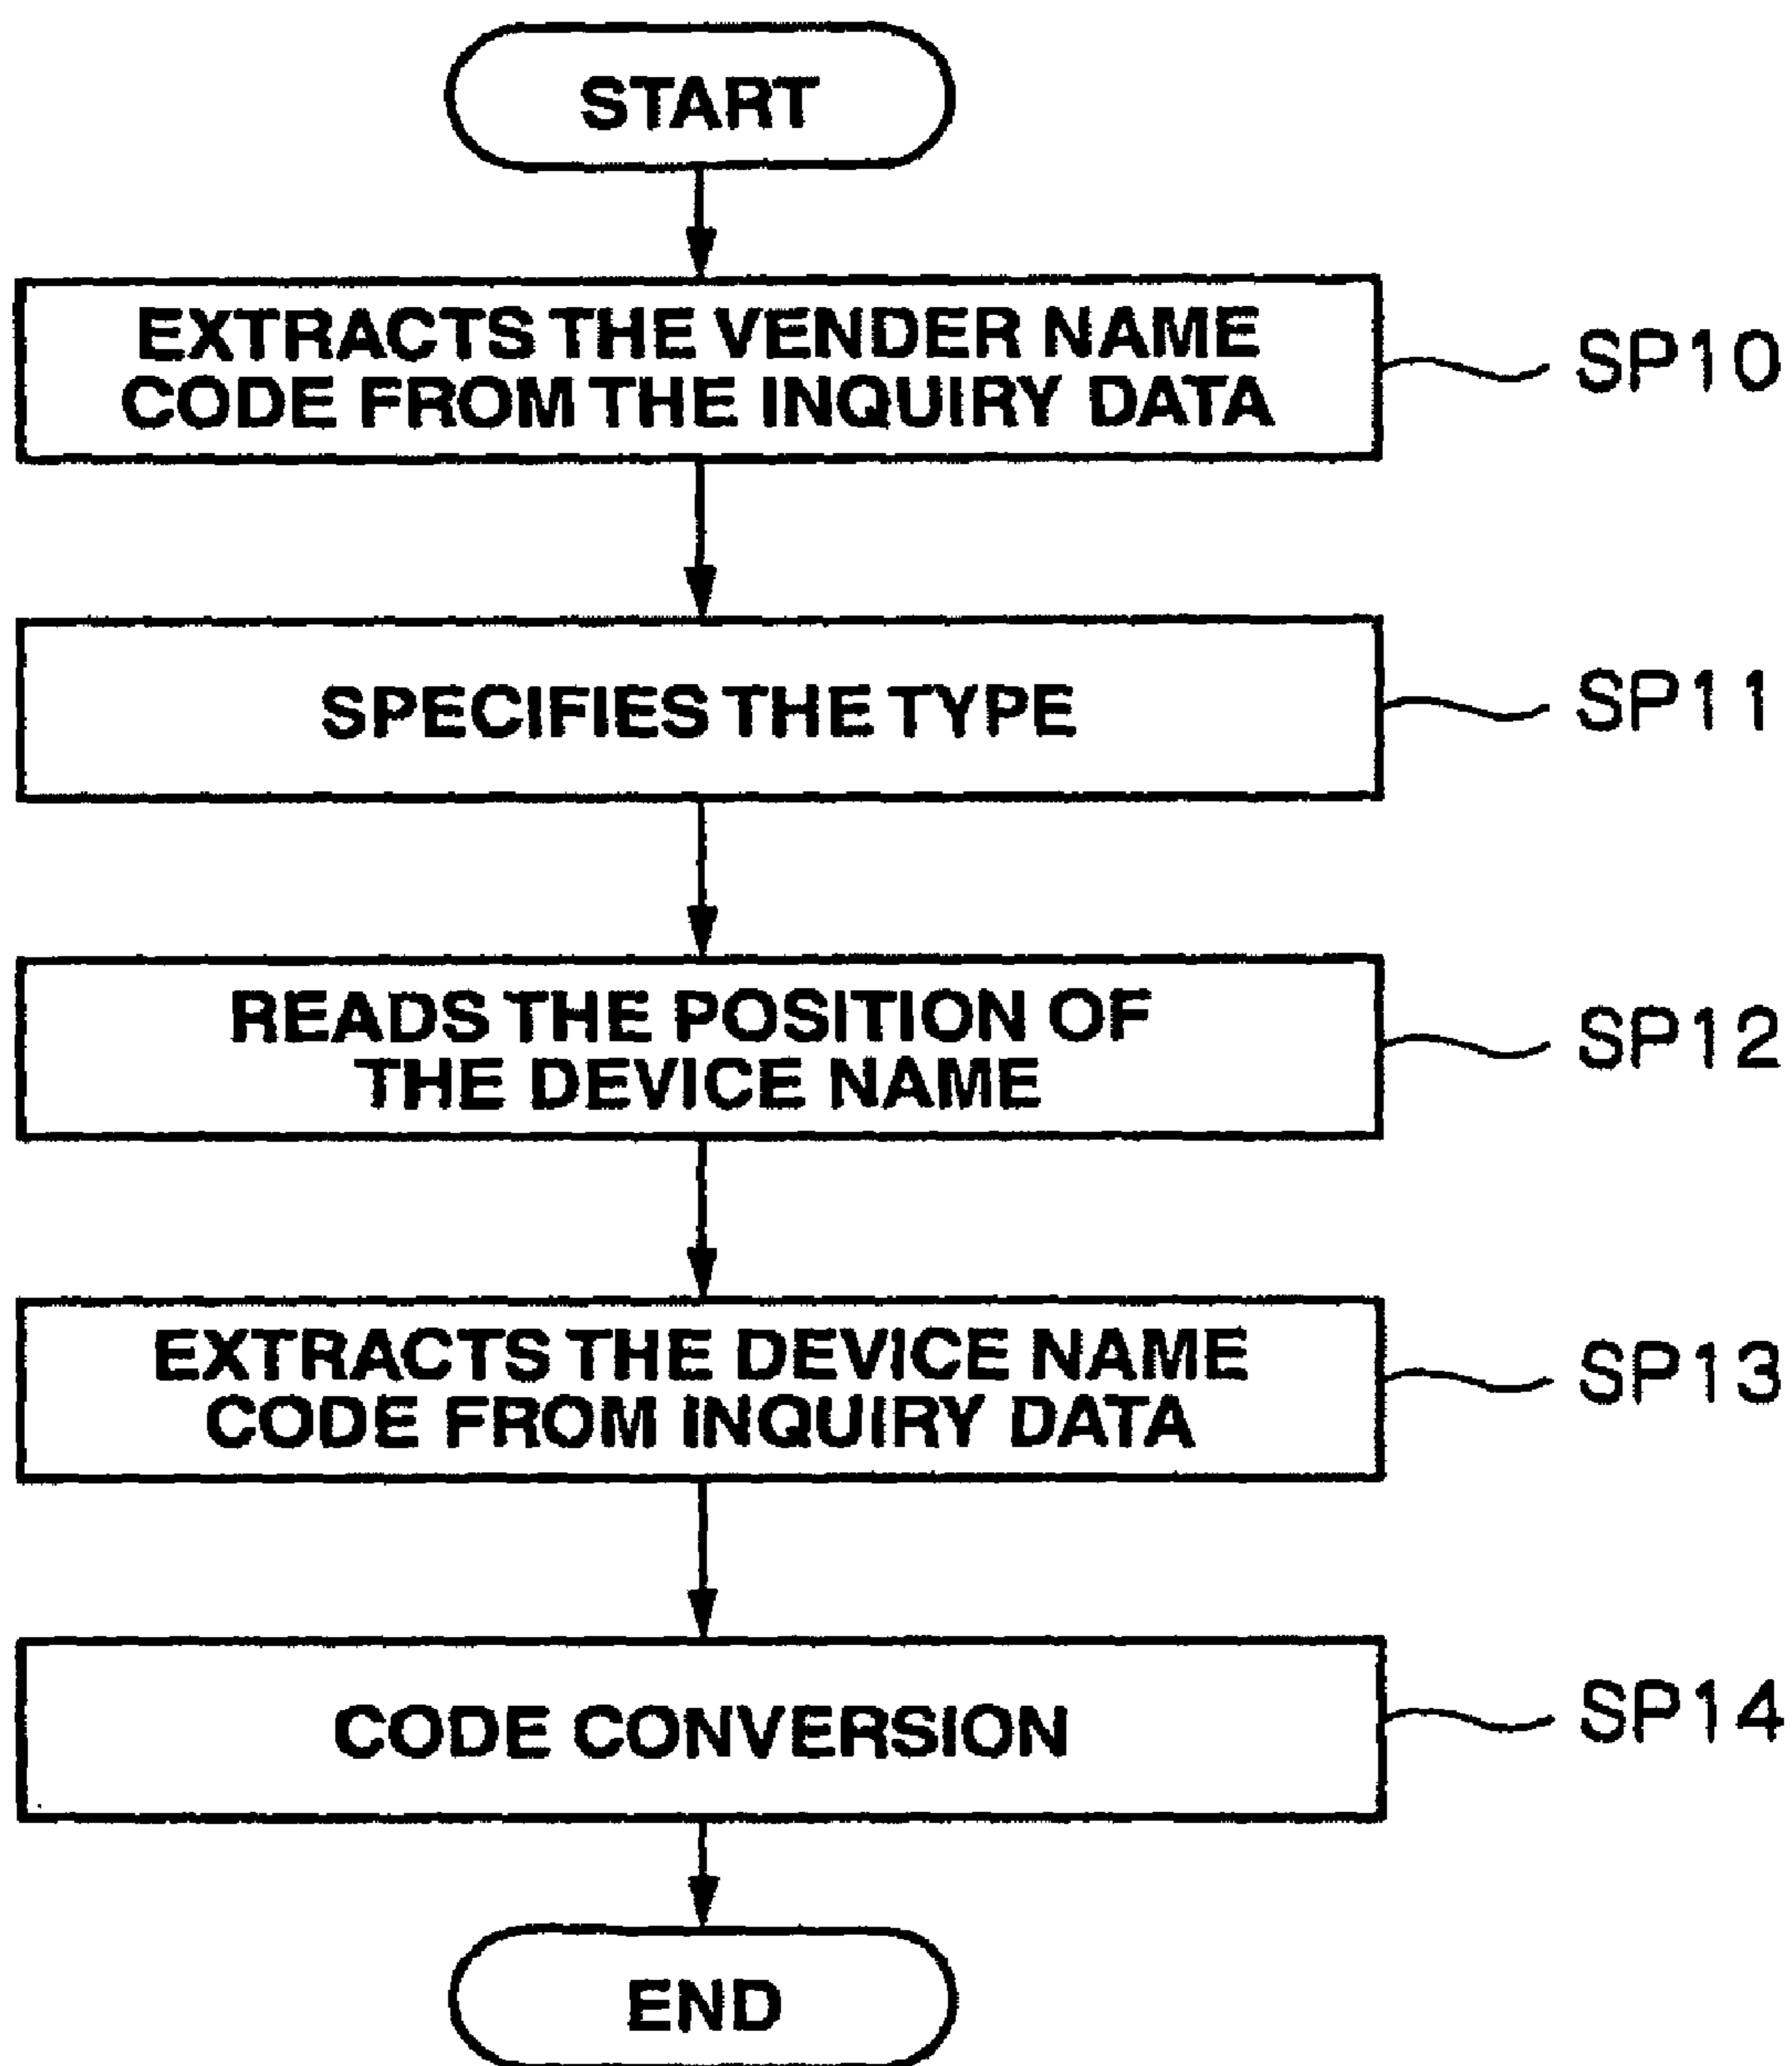 START
EXTRACTS THE VENDER NAME
CODE FROM THE INQUIRY DATA
SP10
SPECIFIES THE TYPE
SP11
READS THE POSITION OF
THE DEVICE NAME
SP12
EXTRACTS THE DEVICE NAME
CODE FROM INQUIRY DATA
SP13
CODE CONVERSION
SP14
END